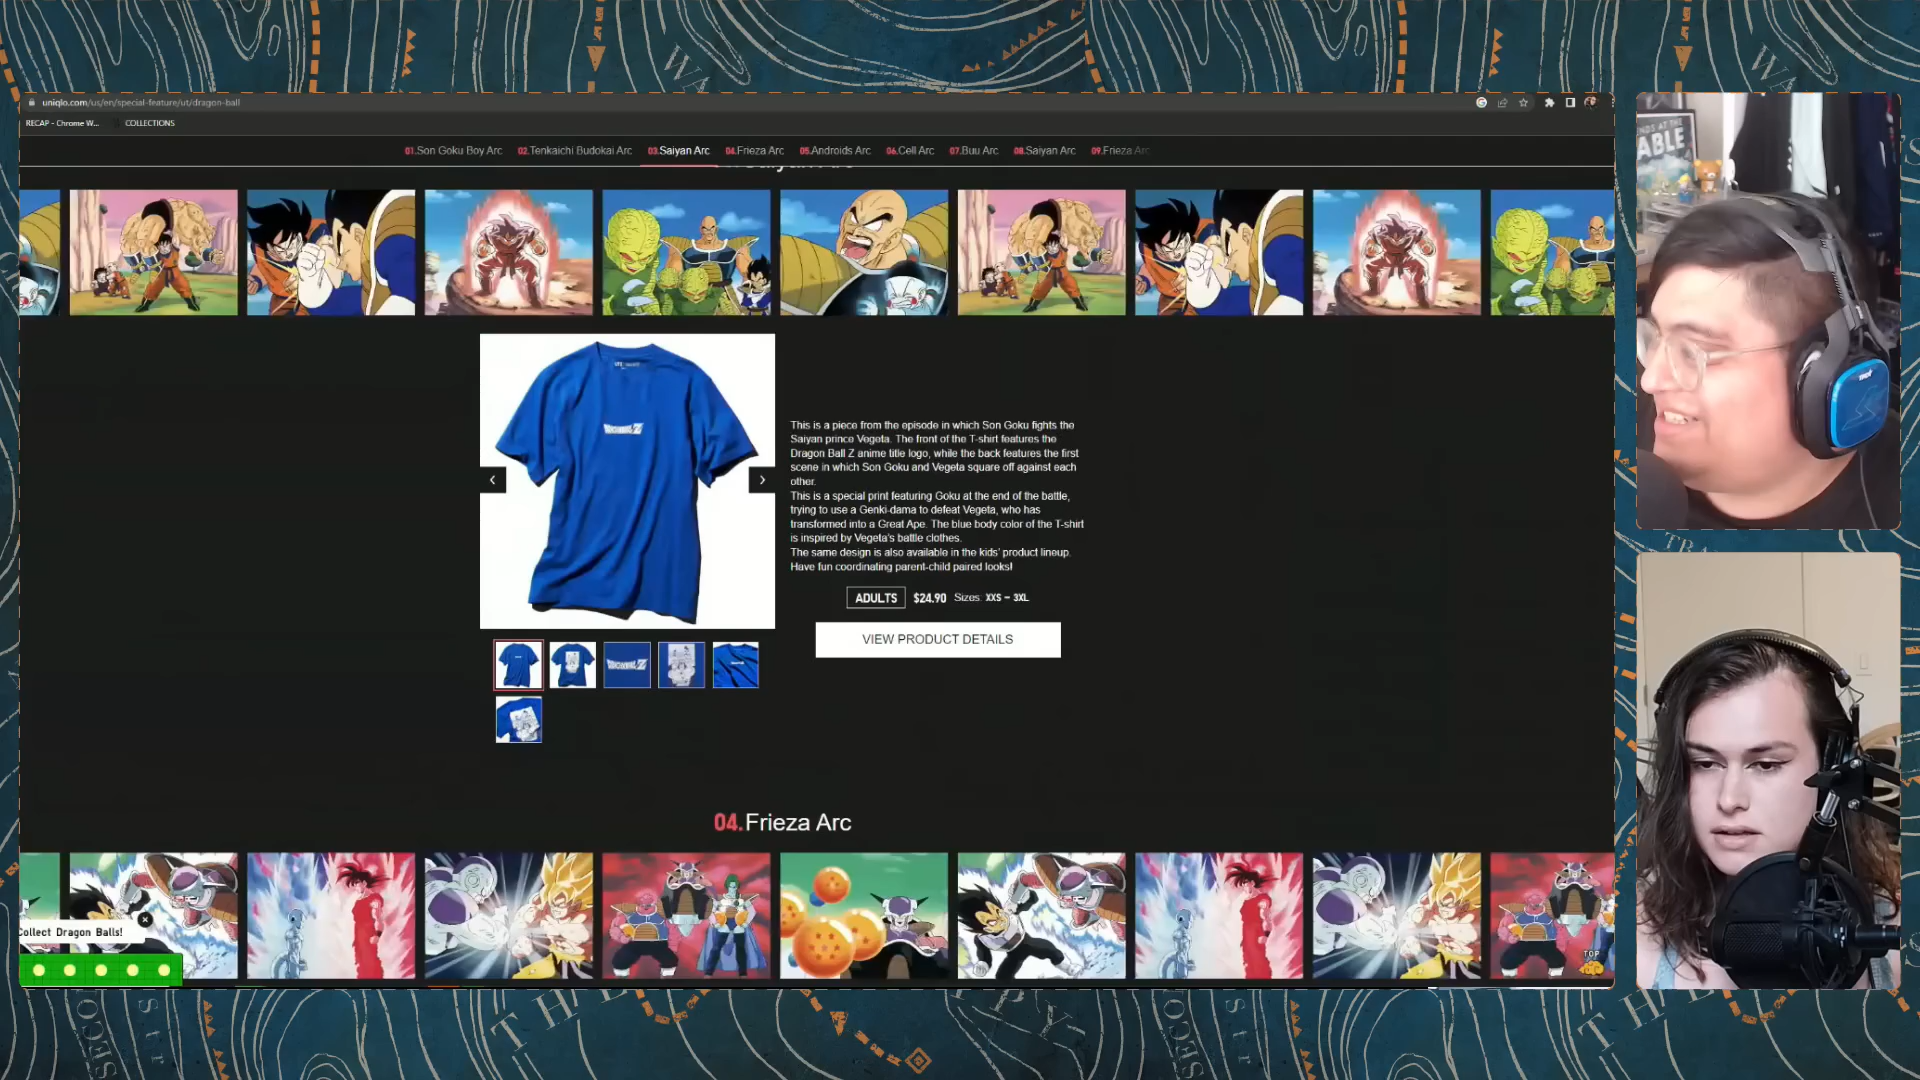 uniqlo.com/us/en/special-feature/ut/dragon-ball
RECAP - Chrome W...
COLLECTIONS
01.Son Goku Boy Arc
02.Tenkaichi Budokai Arc
03.Saiyan Arc
04.Frieza Arc
05.Androids Arc
06.Cell Arc
07.Buu Arc
08.Saiyan Arc
09.Frieza Arc
This is a piece from the episode in which Son Goku fights the
Saiyan prince Vegeta. The front of the T-shirt features the
Dragon Ball Z anime title logo, while the back features the first
scene in which Son Goku and Vegeta square off against each
other.
This is a special print featuring Goku at the end of the battle,
trying to use a Genki-dama to defeat Vegeta, who has
transformed into a Great Ape. The blue body color of the T-shirt
is inspired by Vegeta's battle clothes.
The same design is also available in the kids' product lineup.
Have fun coordinating parent-child paired looks!
ADULTS $24.90 Sizes: XXS – 3XL
VIEW PRODUCT DETAILS
04.Frieza Arc
Collect Dragon Balls!
TOP